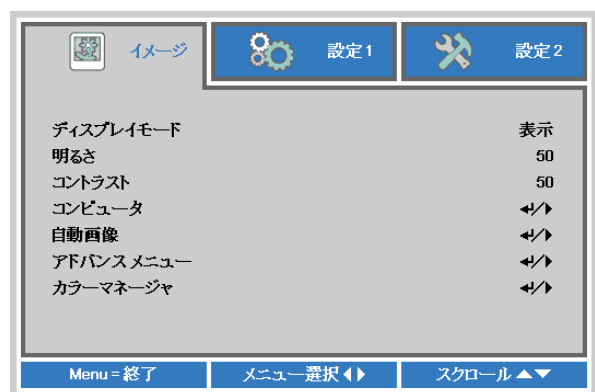 イメージ
設定1
設定2
ディスプレイモード 表示
明るさ 50
コントラスト 50
コンピュータ ↵/▶
自動画像 ↵/▶
アドバンス メニュー ↵/▶
カラーマネージャ ↵/▶
Menu = 終了
メニュー選択 ◀▶
スクロール ▲▼